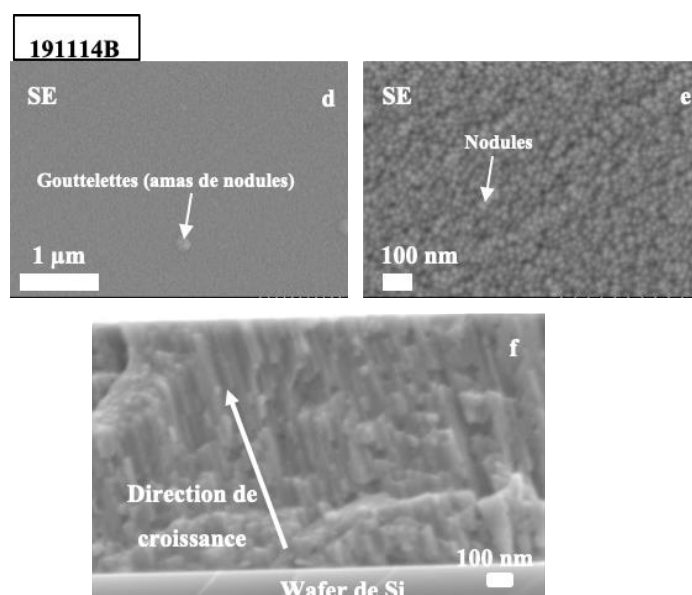 191114B
SE
d
Gouttelettes (amas de nodules)
1 µm
SE
e
Nodules
100 nm
f
Direction de
croissance
100 nm
Wafer de Si